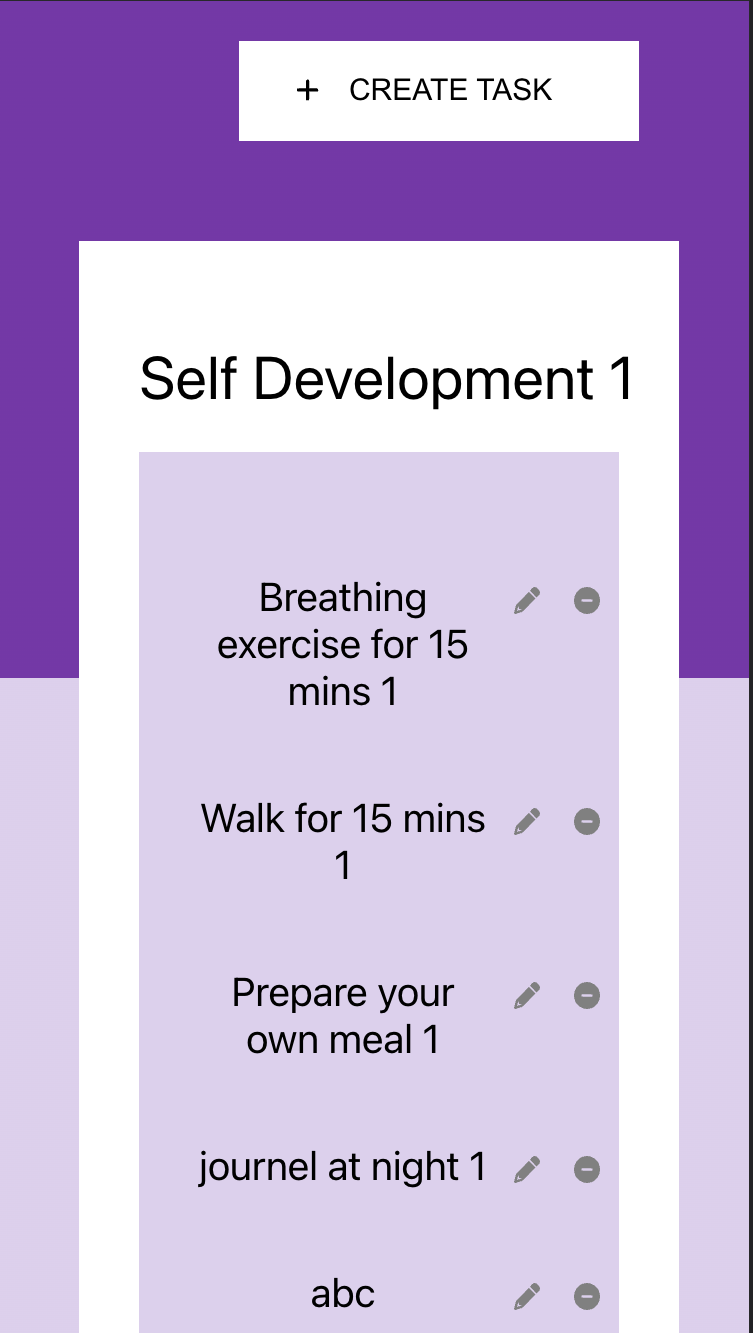 + CREATE TASK
Self Development 1
Breathing
exercise for 15
mins 1
Walk for 15 mins
1
Prepare your
own meal 1
journel at night 1
abc